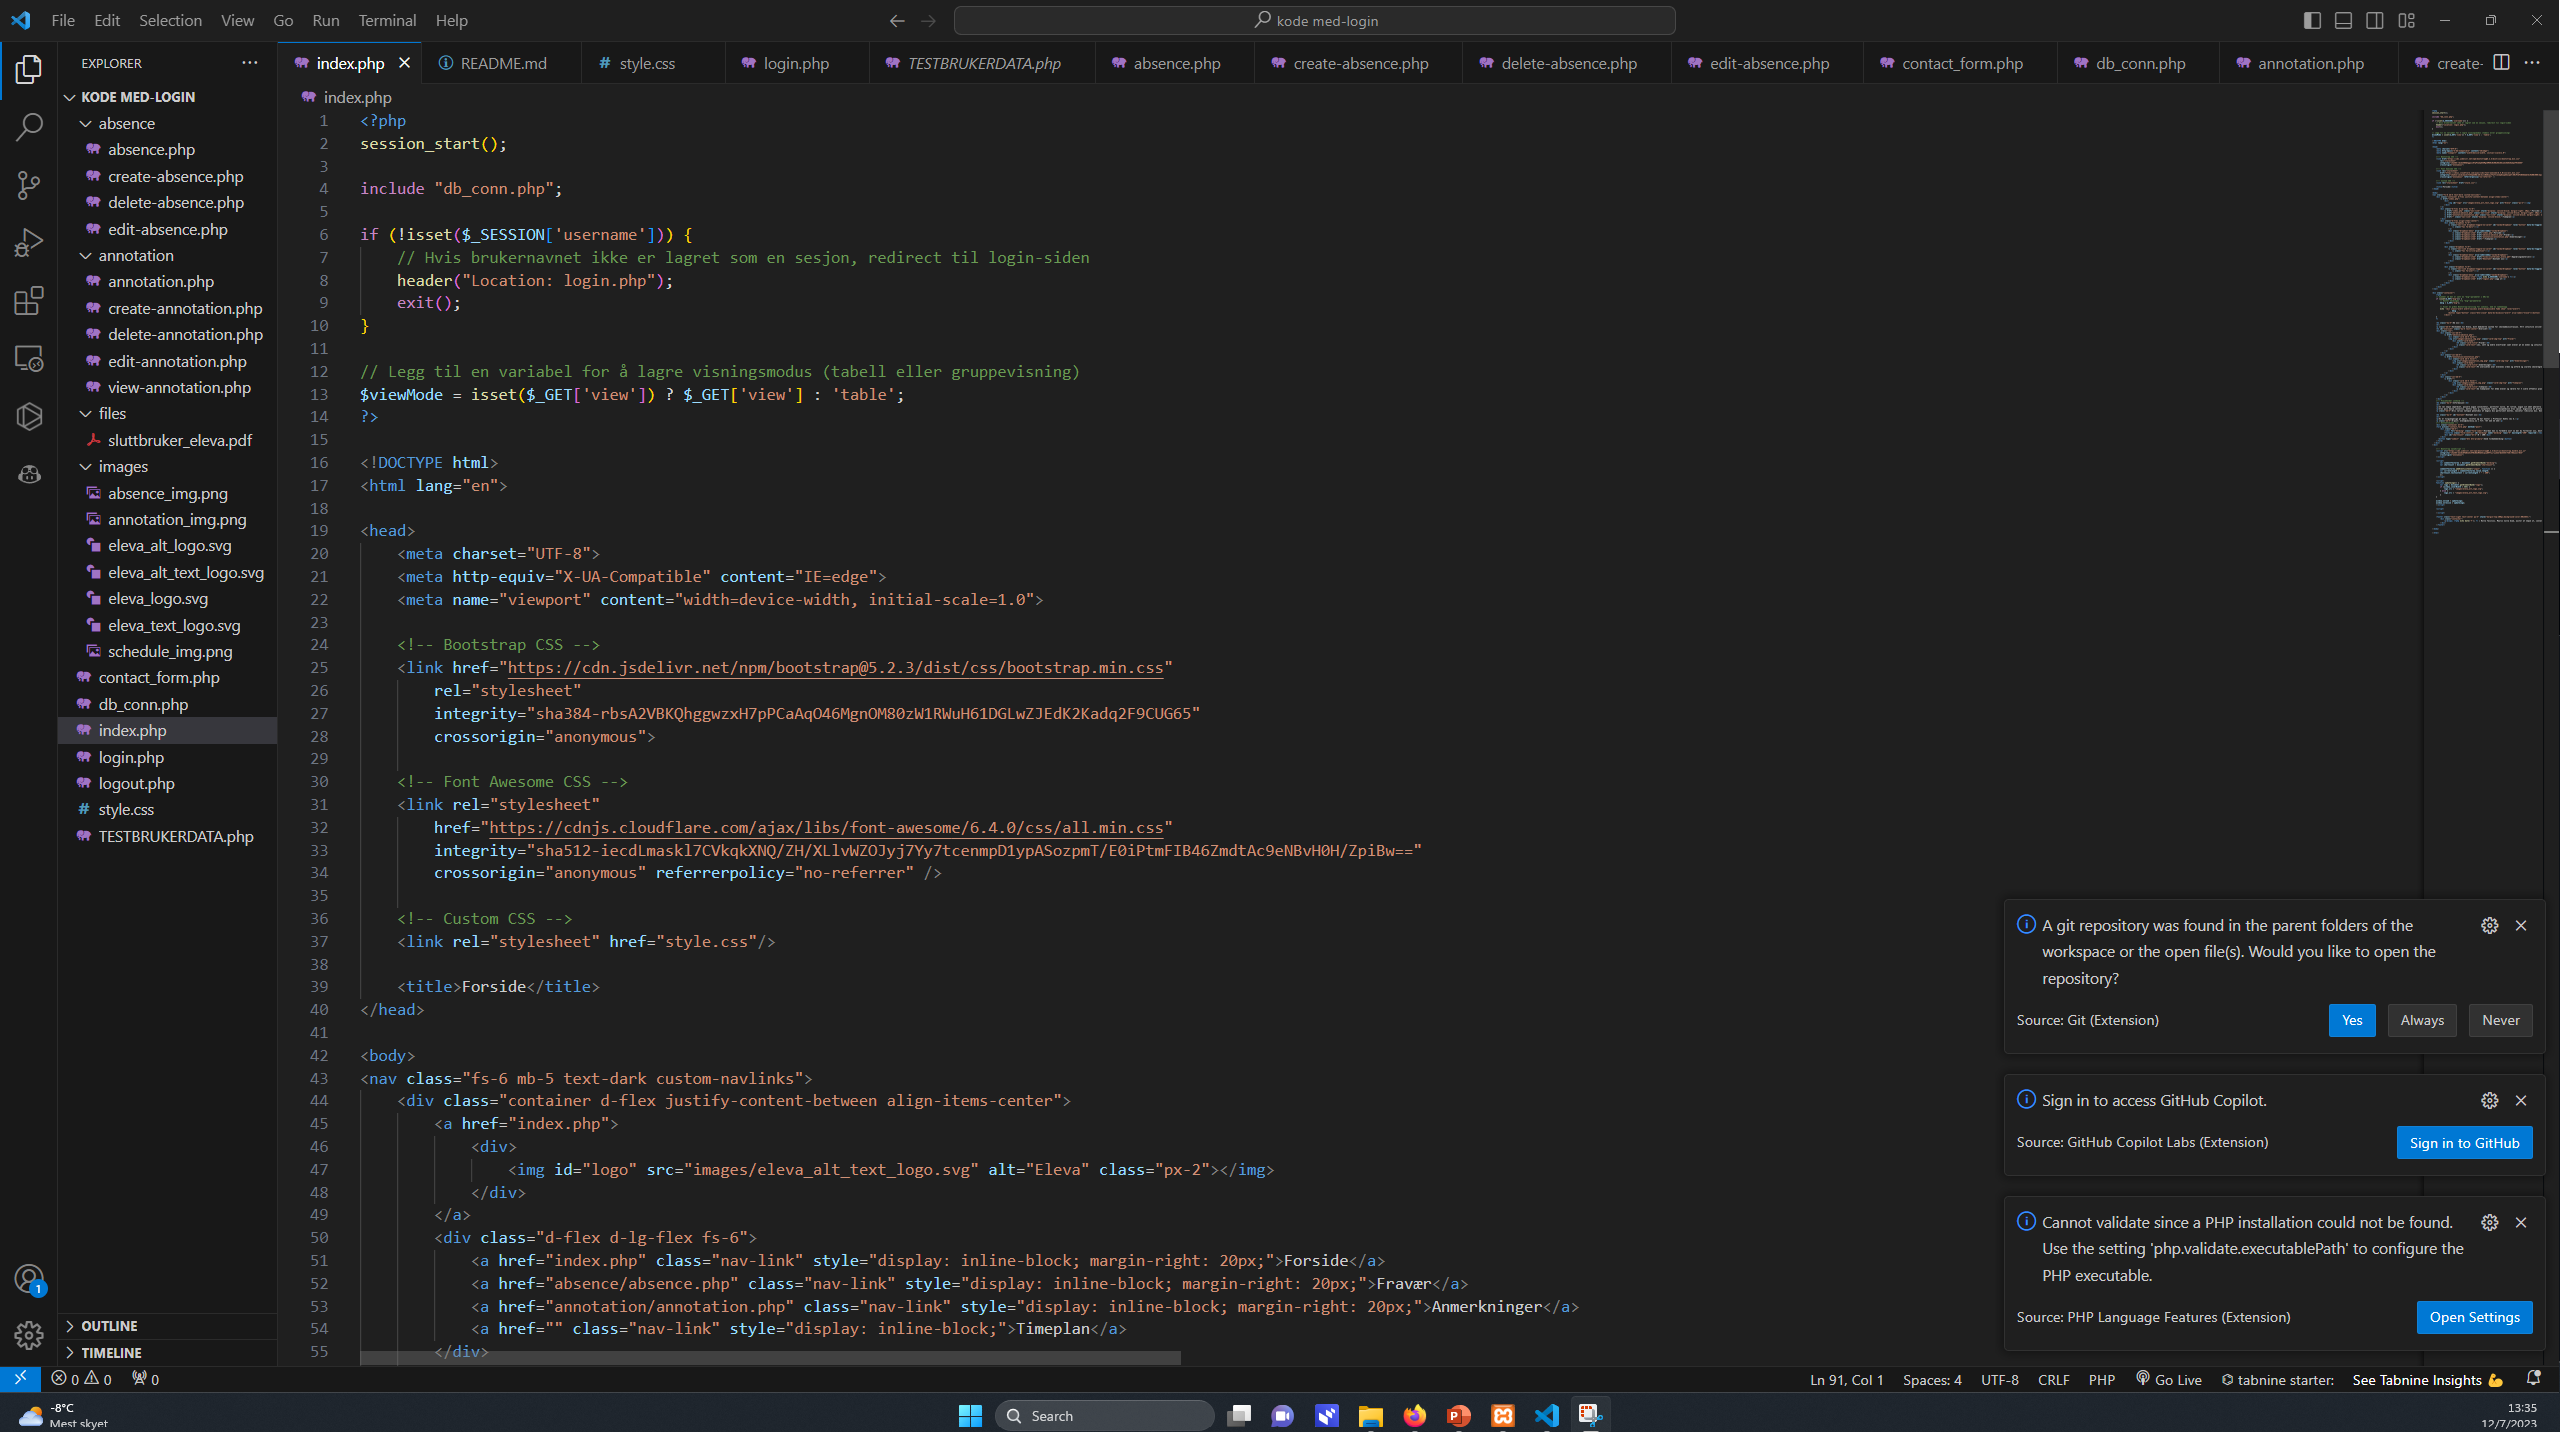 File Edit Selection View Go Run Terminal Help
kode med-login
EXPLORER
index.php README.md style.css login.php TESTBRUKERDATA.php absence.php create-absence.php delete-absence.php edit-absence.php contact_form.php db_conn.php annotation.php create-
KODE MED-LOGIN
absence
absence.php
create-absence.php
delete-absence.php
edit-absence.php
annotation
annotation.php
create-annotation.php
delete-annotation.php
edit-annotation.php
view-annotation.php
files
sluttbruker_eleva.pdf
images
absence_img.png
annotation_img.png
eleva_alt_logo.svg
eleva_alt_text_logo.svg
eleva_logo.svg
eleva_text_logo.svg
schedule_img.png
contact_form.php
db_conn.php
index.php
login.php
logout.php
style.css
TESTBRUKERDATA.php
OUTLINE
TIMELINE
index.php
1 <?php
2 session_start();
3
4 include "db_conn.php";
5
6 if (!isset($_SESSION['username'])) {
7 // Hvis brukernavnet ikke er lagret som en sesjon, redirect til login-siden
8 header("Location: login.php");
9 exit();
10 }
11
12 // Legg til en variabel for å lagre visningsmodus (tabell eller gruppevisning)
13 $viewMode = isset($_GET['view']) ? $_GET['view'] : 'table';
14 ?>
15
16 <!DOCTYPE html>
17 <html lang="en">
18
19 <head>
20 <meta charset="UTF-8">
21 <meta http-equiv="X-UA-Compatible" content="IE=edge">
22 <meta name="viewport" content="width=device-width, initial-scale=1.0">
23
24 <!-- Bootstrap CSS -->
25 <link href="https://cdn.jsdelivr.net/npm/bootstrap@5.2.3/dist/css/bootstrap.min.css"
26 rel="stylesheet"
27 integrity="sha384-rbsA2VBKQhggwzxH7pPCaAqO46MgnOM80zW1RWuH61DGLwZJEdK2Kadq2F9CUG65"
28 crossorigin="anonymous">
29
30 <!-- Font Awesome CSS -->
31 <link rel="stylesheet"
32 href="https://cdnjs.cloudflare.com/ajax/libs/font-awesome/6.4.0/css/all.min.css"
33 integrity="sha512-iecdLmaskl7CVkqkXNQ/ZH/XLlvWZOJyj7Yy7tcenmpD1ypASozpmT/E0iPtmFIB46ZmdtAc9eNBvH0H/ZpiBw=="
34 crossorigin="anonymous" referrerpolicy="no-referrer" />
35
36 <!-- Custom CSS -->
37 <link rel="stylesheet" href="style.css"/>
38
39 <title>Forside</title>
40 </head>
41
42 <body>
43 <nav class="fs-6 mb-5 text-dark custom-navlinks">
44 <div class="container d-flex justify-content-between align-items-center">
45 <a href="index.php">
46 <div>
47 <img id="logo" src="images/eleva_alt_text_logo.svg" alt="Eleva" class="px-2"></img>
48 </div>
49 </a>
50 <div class="d-flex d-lg-flex fs-6">
51 <a href="index.php" class="nav-link" style="display: inline-block; margin-right: 20px;">Forside</a>
52 <a href="absence/absence.php" class="nav-link" style="display: inline-block; margin-right: 20px;">Fravær</a>
53 <a href="annotation/annotation.php" class="nav-link" style="display: inline-block; margin-right: 20px;">Anmerkninger</a>
54 <a href="" class="nav-link" style="display: inline-block;">Timeplan</a>
55 </div>
A git repository was found in the parent folders of the
workspace or the open file(s). Would you like to open the
repository?
Source: Git (Extension) Yes Always Never
Sign in to access GitHub Copilot.
Source: GitHub Copilot Labs (Extension) Sign in to GitHub
Cannot validate since a PHP installation could not be found.
Use the setting 'php.validate.executablePath' to configure the
PHP executable.
Source: PHP Language Features (Extension) Open Settings
1
0 0 0 Ln 91, Col 1 Spaces: 4 UTF-8 CRLF PHP Go Live tabnine starter: See Tabnine Insights
-8°C
Mest skyet
Search
13:35
12/7/2023